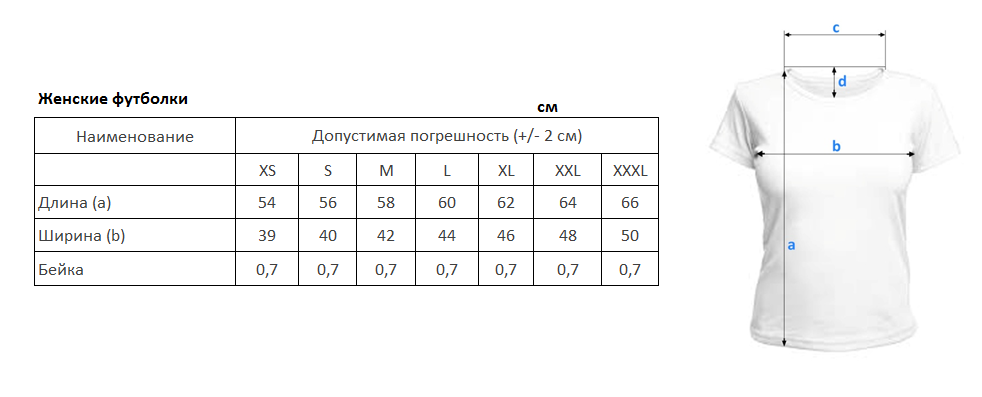 Женские футболки
см
Наименование Допустимая погрешность (+/- 2 см)
XS S M L XL XXL XXXL
Длина (a) 54 56 58 60 62 64 66
Ширина (b) 39 40 42 44 46 48 50
Бейка 0,7 0,7 0,7 0,7 0,7 0,7 0,7
c
d
b
a